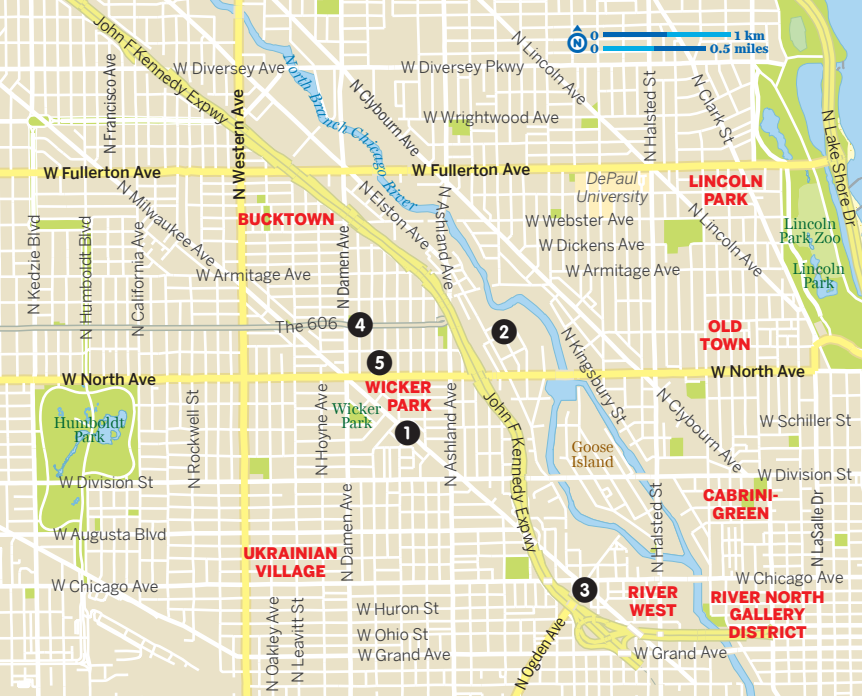 John F Kennedy Expwy
N Lincoln Ave
0 1 km
N
0 0.5 miles
N Francisco Ave
W Diversey Ave
North Branch Chicago River
W Diversey Pkwy
N Clybourn Ave
N Halsted St
N Clark St
N Western Ave
W Wrightwood Ave
N Lake Shore Dr
W Fullerton Ave
W Fullerton Ave
DePaul
University
LINCOLN
PARK
N Milwaukee Ave
N Elston Ave
N Ashland Ave
BUCKTOWN
W Webster Ave
N Lincoln Ave
Lincoln
Park Zoo
N Kedzie Blvd
N Humboldt Blvd
N California Ave
N Damen Ave
W Dickens Ave
W Armitage Ave
W Armitage Ave
Lincoln
Park
The 606
4
2
OLD
TOWN
5
N Kingsbury St
W North Ave
W North Ave
WICKER
PARK
N Rockwell St
N Hoyne Ave
Wicker
Park
N Ashland Ave
John F Kennedy Expwy
N Clybourn Ave
Humboldt
Park
1
W Schiller St
Goose
Island
W Division St
W Division St
N Damen Ave
N Halsted St
CABRINI-
GREEN
N LaSalle Dr
W Augusta Blvd
UKRAINIAN
VILLAGE
W Chicago Ave
W Chicago Ave
3
RIVER
WEST
RIVER NORTH
GALLERY
DISTRICT
N Oakley Ave
N Leavitt St
W Huron St
W Ohio St
W Grand Ave
N Ogden Ave
W Grand Ave